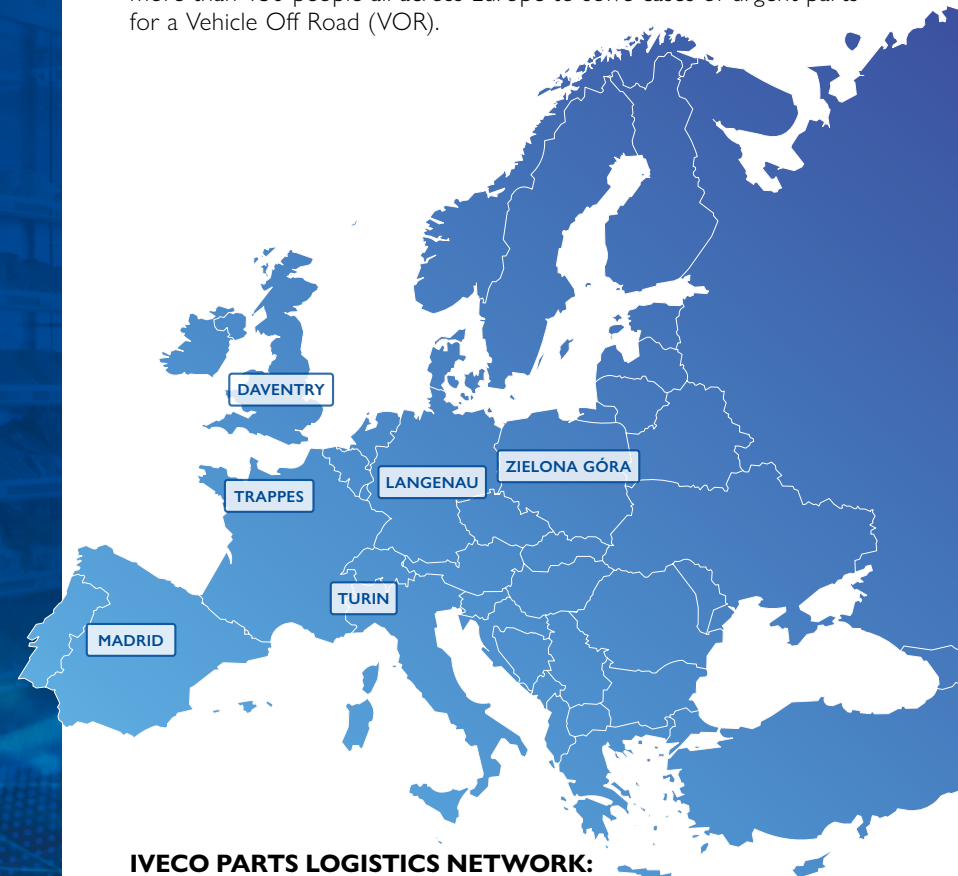 for a Vehicle Off Road (VOR).
DAVENTRY
ZIELONA GÓRA
LANGENAU
TRAPPES
TURIN
MADRID
IVECO PARTS LOGISTICS NETWORK: